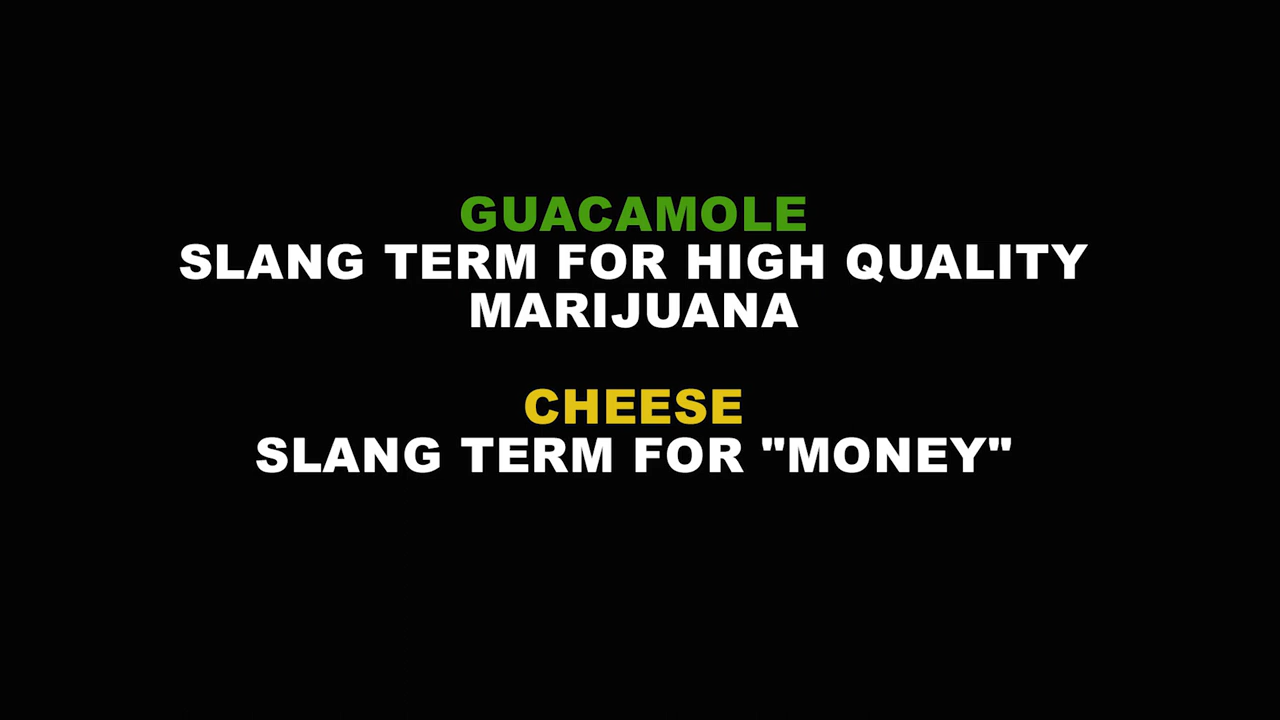 GUACAMOLE
SLANG TERM FOR HIGH QUALITY
MARIJUANA
CHEESE
SLANG TERM FOR "MONEY"